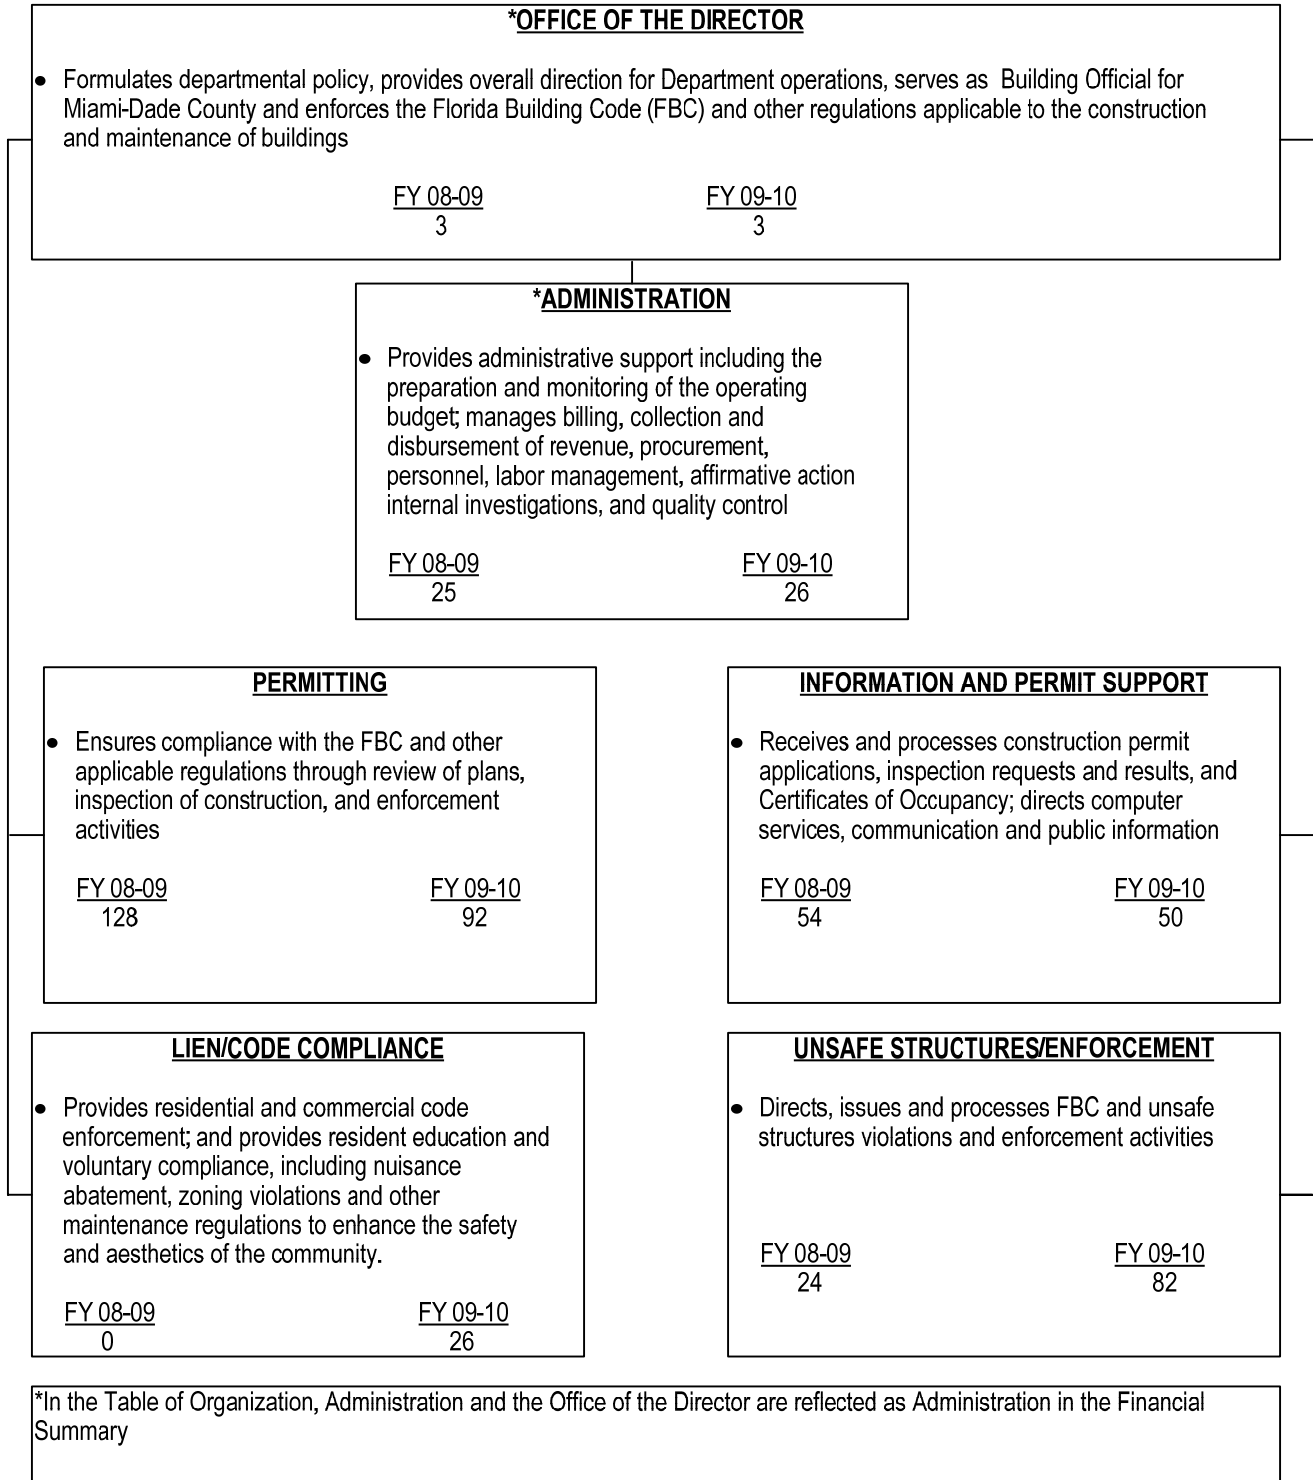 *OFFICE OF THE DIRECTOR
• Formulates departmental policy, provides overall direction for Department operations, serves as Building Official for
Miami-Dade County and enforces the Florida Building Code (FBC) and other regulations applicable to the construction
and maintenance of buildings
FY 08-09 FY 09-10
3 3
*ADMINISTRATION
• Provides administrative support including the
preparation and monitoring of the operating
budget; manages billing, collection and
disbursement of revenue, procurement,
personnel, labor management, affirmative action
internal investigations, and quality control
FY 08-09 FY 09-10
25 26
PERMITTING
• Ensures compliance with the FBC and other
applicable regulations through review of plans,
inspection of construction, and enforcement
activities
FY 08-09 FY 09-10
128 92
INFORMATION AND PERMIT SUPPORT
• Receives and processes construction permit
applications, inspection requests and results, and
Certificates of Occupancy; directs computer
services, communication and public information
FY 08-09 FY 09-10
54 50
LIEN/CODE COMPLIANCE
• Provides residential and commercial code
enforcement; and provides resident education and
voluntary compliance, including nuisance
abatement, zoning violations and other
maintenance regulations to enhance the safety
and aesthetics of the community.
FY 08-09 FY 09-10
0 26
UNSAFE STRUCTURES/ENFORCEMENT
• Directs, issues and processes FBC and unsafe
structures violations and enforcement activities
FY 08-09 FY 09-10
24 82
*In the Table of Organization, Administration and the Office of the Director are reflected as Administration in the Financial
Summary